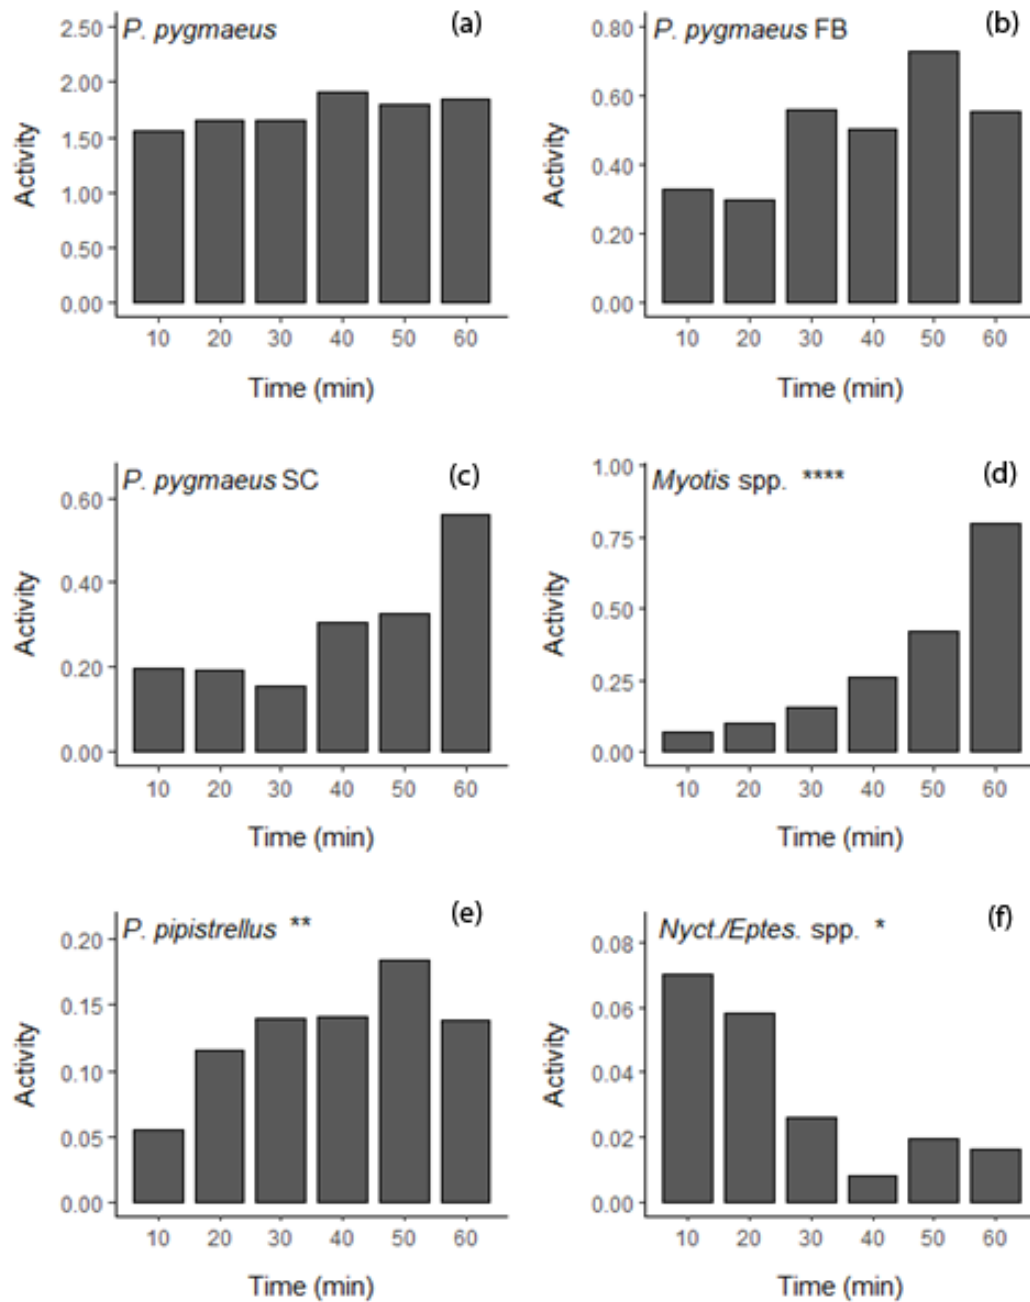 P. pygmaeus (a)
2.50
2.00
1.50
1.00
0.50
0.00
Activity
10 20 30 40 50 60
Time (min)
P. pygmaeus FB (b)
0.80
0.60
0.40
0.20
0.00
Activity
10 20 30 40 50 60
Time (min)
P. pygmaeus SC (c)
0.60
0.40
0.20
0.00
Activity
10 20 30 40 50 60
Time (min)
Myotis spp. **** (d)
1.00
0.75
0.50
0.25
0.00
Activity
10 20 30 40 50 60
Time (min)
P. pipistrellus ** (e)
0.20
0.15
0.10
0.05
0.00
Activity
10 20 30 40 50 60
Time (min)
Nyct./Eptes. spp. * (f)
0.08
0.06
0.04
0.02
0.00
Activity
10 20 30 40 50 60
Time (min)